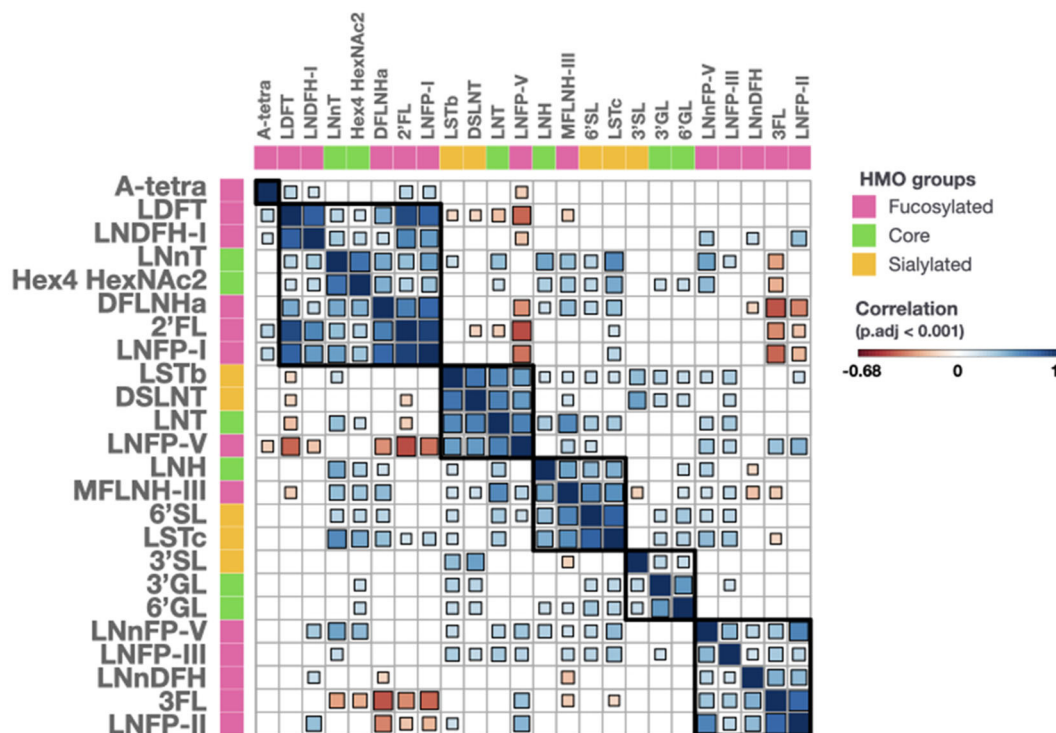 A-tetra
LDFT
LNDFH-I
LNnT
Hex4 HexNAc2
DFLNHa
2'FL
LNFP-I
LSTb
DSLNT
LNT
LNFP-V
LNH
MFLNH-III
6'SL
LSTc
3'SL
3'GL
6'GL
LNnFP-V
LNFP-III
LNnDFH
3FL
LNFP-II
A-tetra
LDFT
LNDFH-I
LNnT
Hex4 HexNAc2
DFLNHa
2'FL
LNFP-I
LSTb
DSLNT
LNT
LNFP-V
LNH
MFLNH-III
6'SL
LSTc
3'SL
3'GL
6'GL
LNnFP-V
LNFP-III
LNnDFH
3FL
LNFP-II
HMO groups
Fucosylated
Core
Sialylated
Correlation
(p.adj < 0.001)
-0.68 0 1